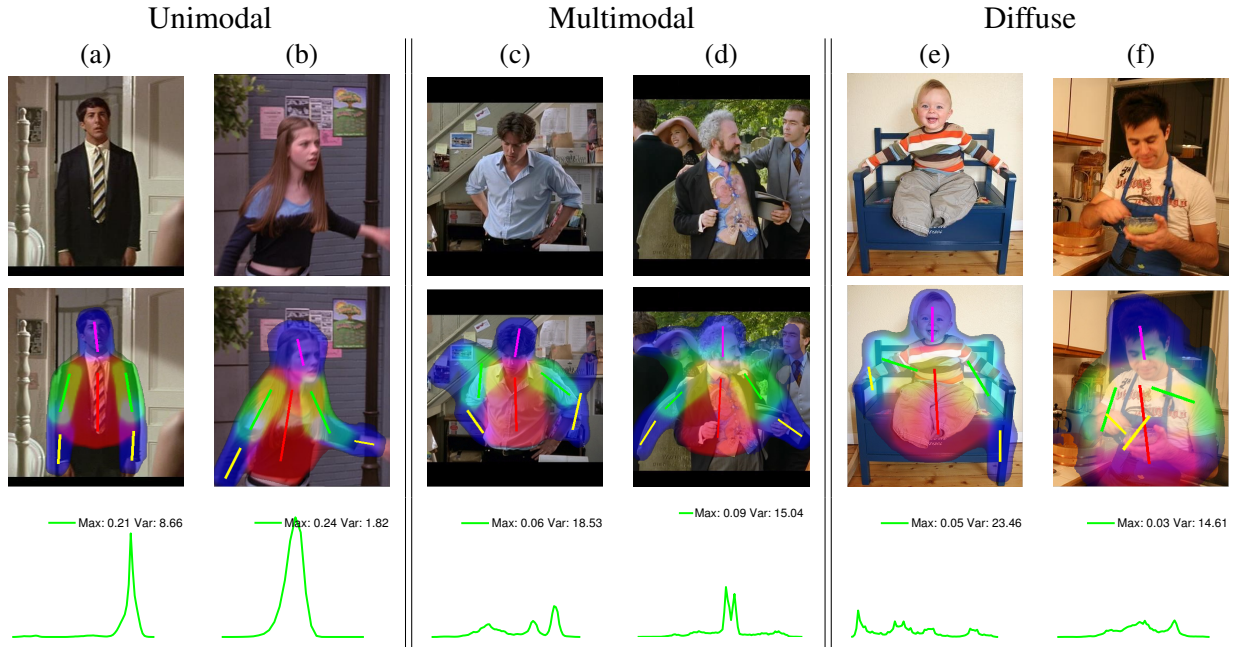 Unimodal Multimodal Diffuse
(a) (b) (c) (d) (e) (f)
Max: 0.21 Var: 8.66
Max: 0.24 Var: 1.82
Max: 0.06 Var: 18.53
Max: 0.09 Var: 15.04
Max: 0.05 Var: 23.46
Max: 0.03 Var: 14.61